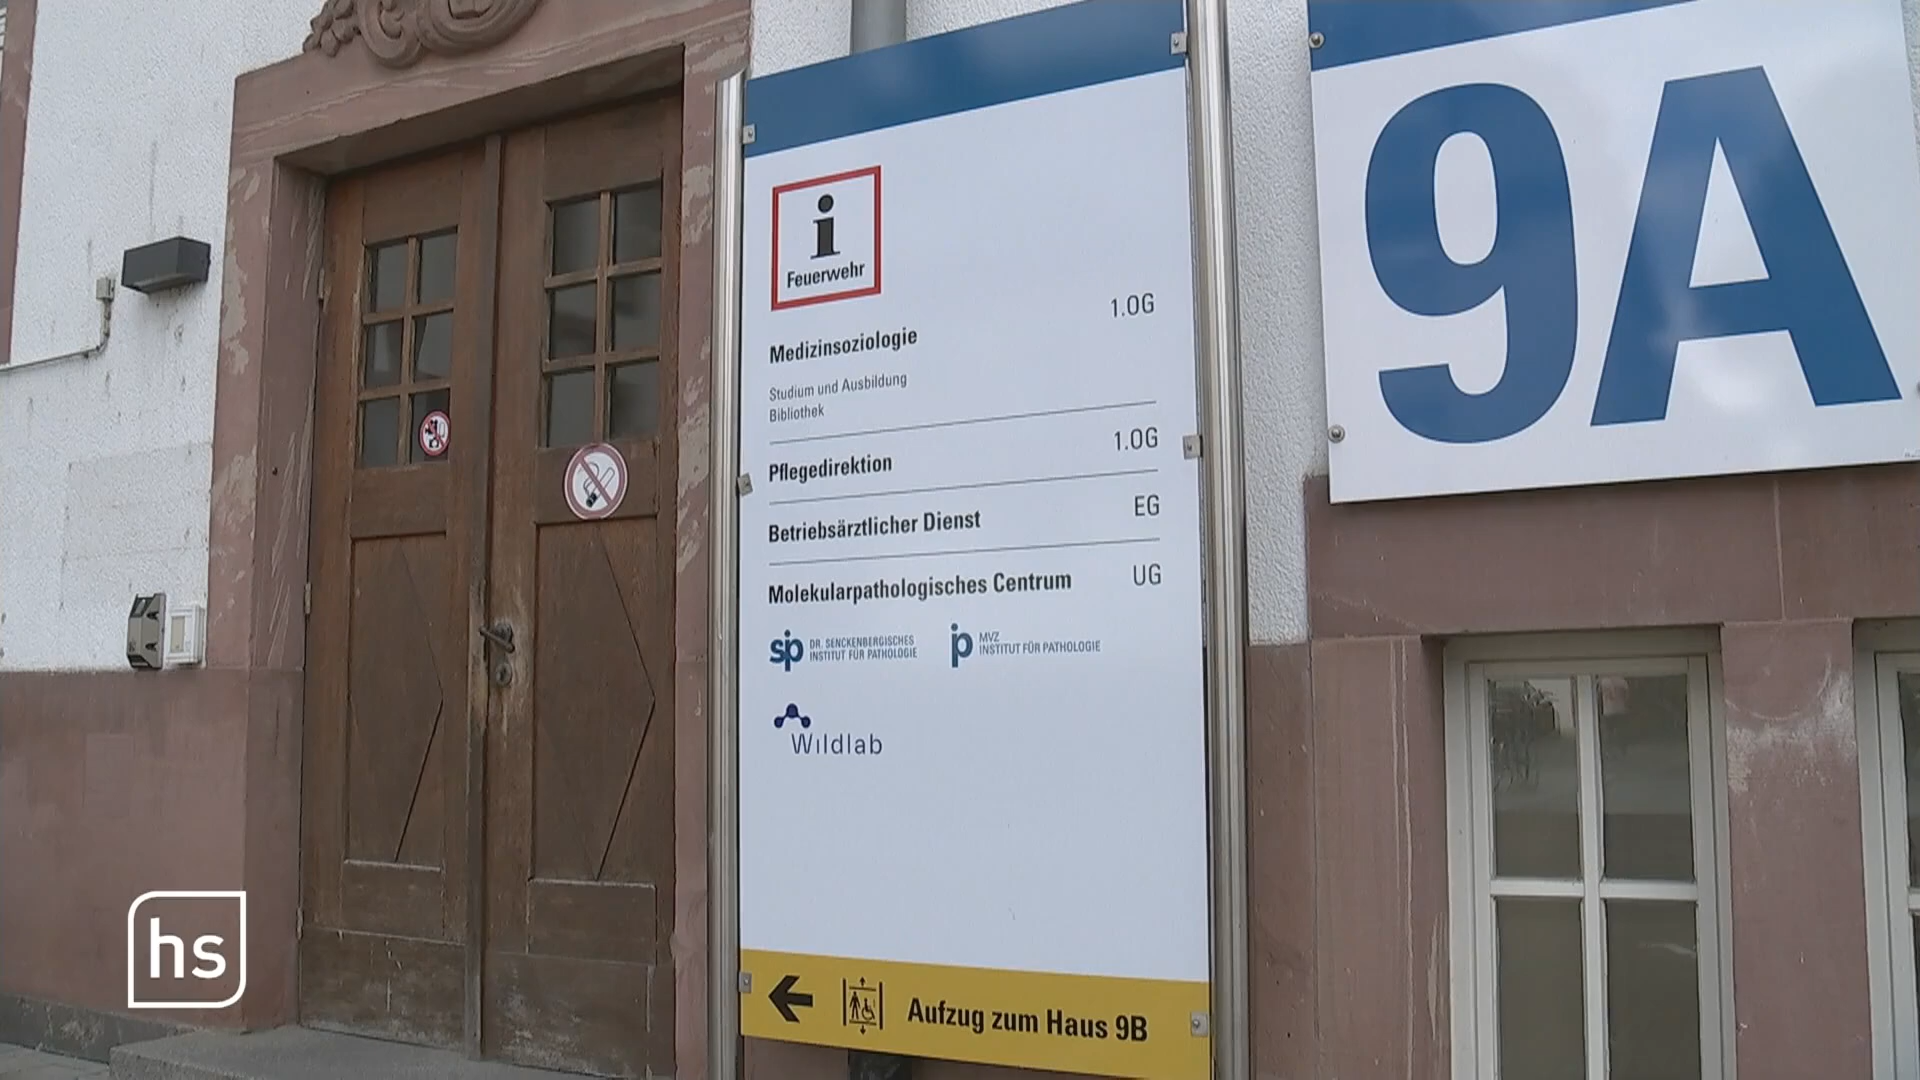 9A
i
Feuerwehr
Medizinsoziologie 1.OG
Studium und Ausbildung
Bibliothek
Pflegedirektion 1.OG
Betriebsärztlicher Dienst EG
Molekularpathologisches Centrum UG
sip DR. SENCKENBERGISCHES
INSTITUT FÜR PATHOLOGIE
ip MVZ
INSTITUT FÜR PATHOLOGIE
Wildlab
Aufzug zum Haus 9B
hs